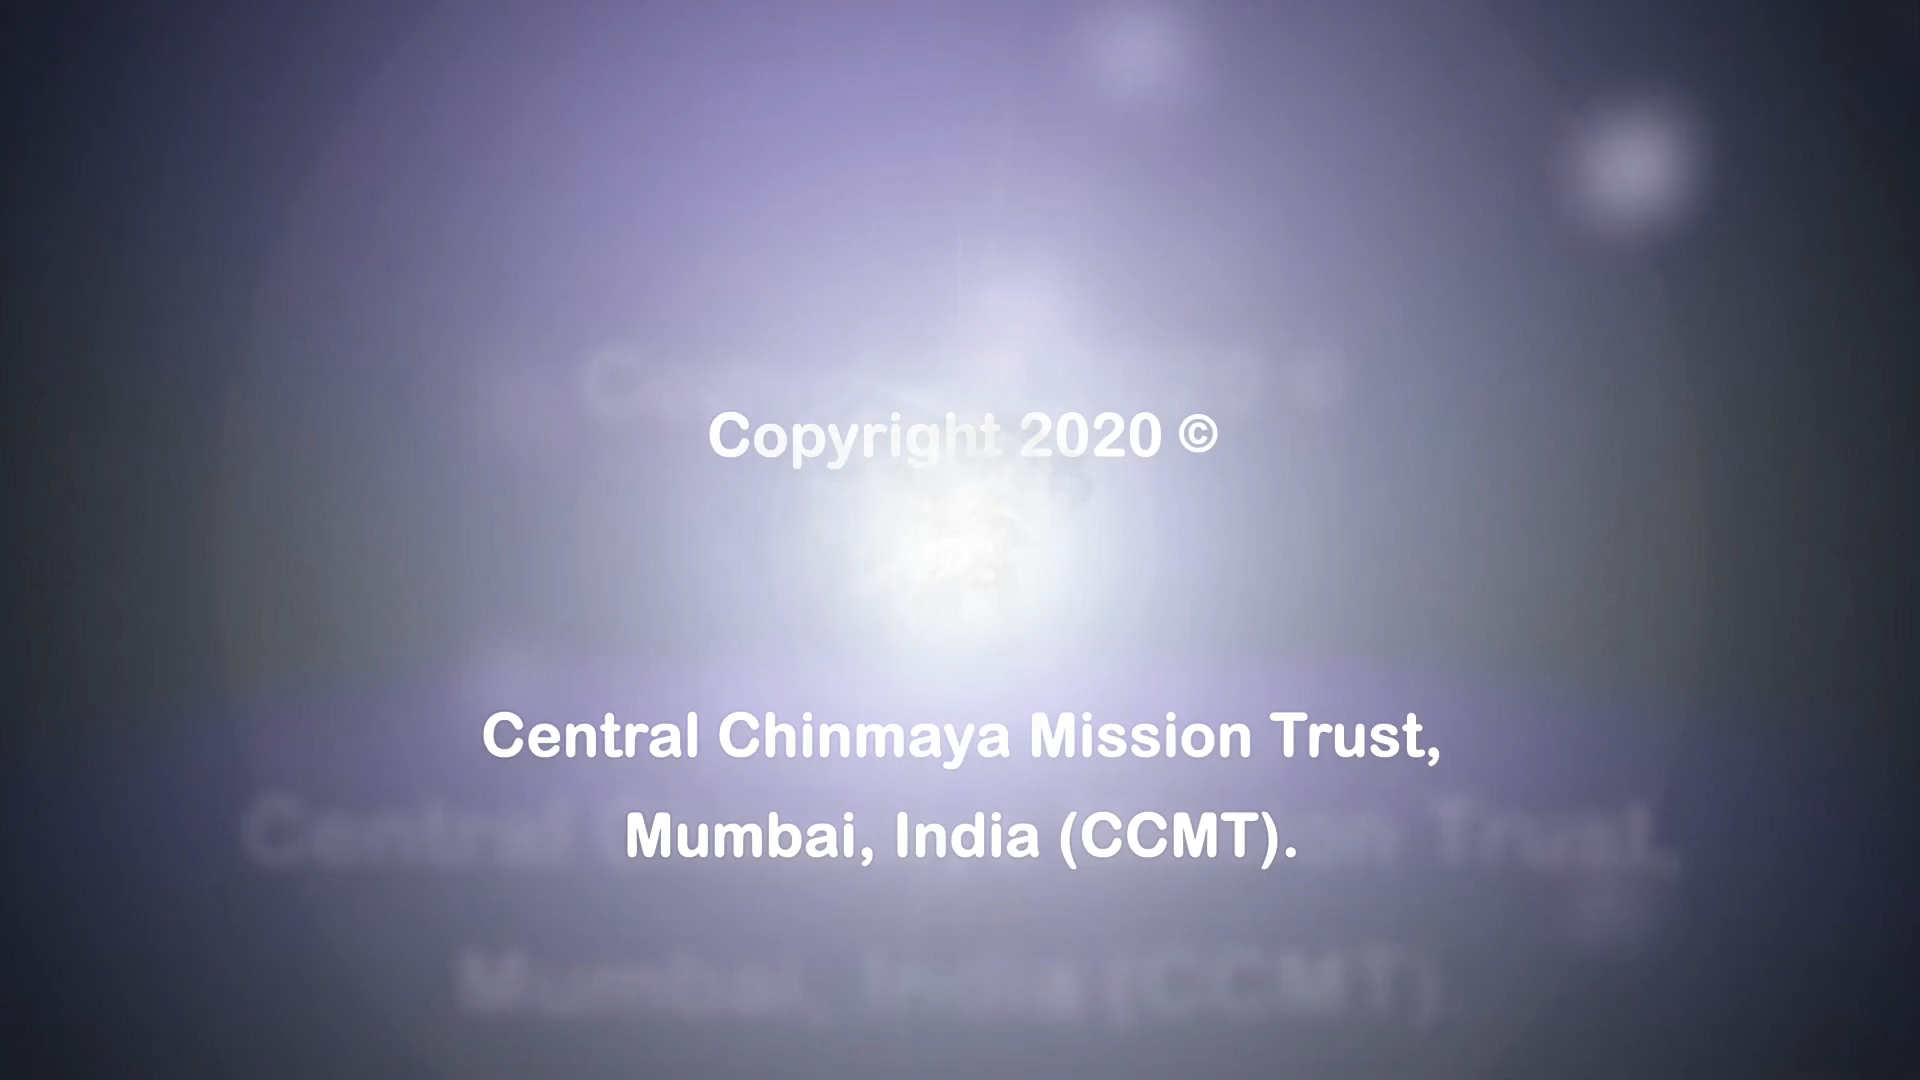 Copyright 2020 ©
Central Chinmaya Mission Trust,
Mumbai, India (CCMT).